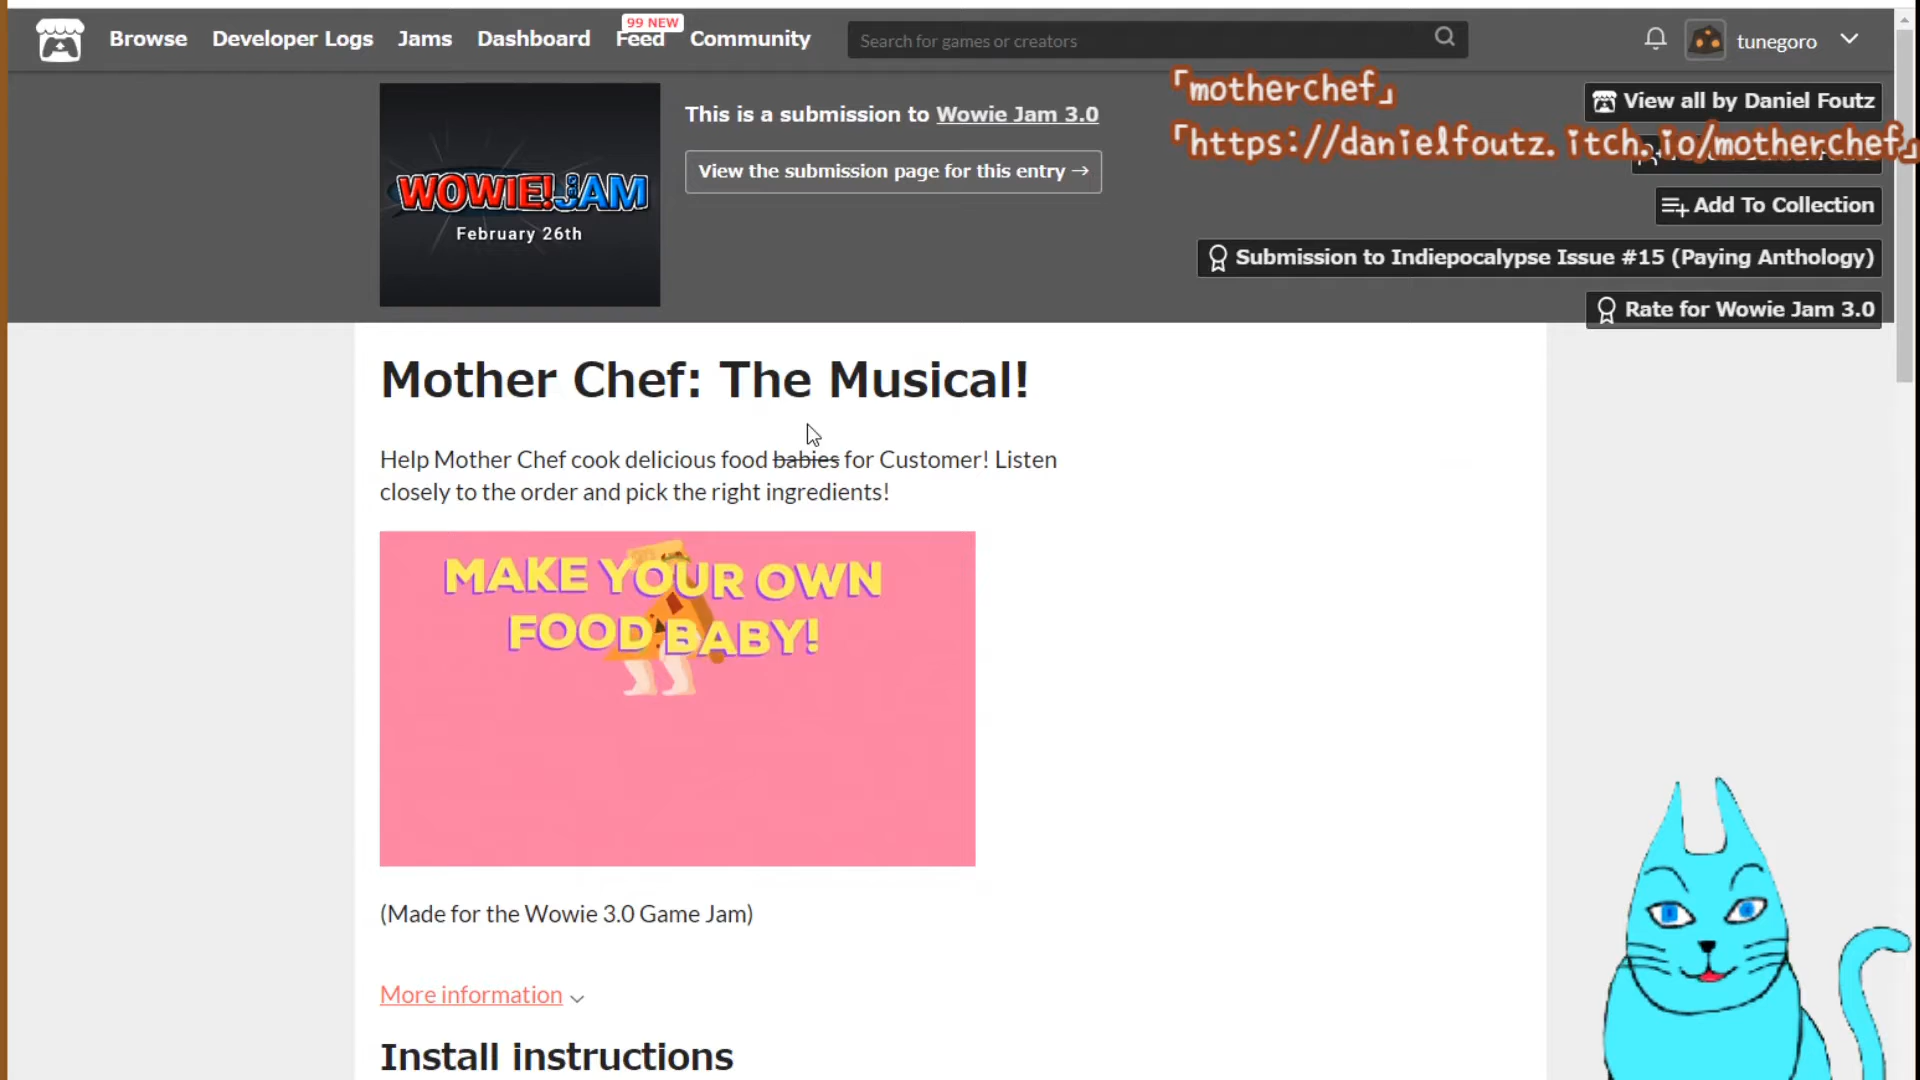 99 NEW
Browse Developer Logs Jams Dashboard Feed Community Search for games or creators tunegoro
「motherchef」
「https://danielfoutz.itch.io/motherchef」
View all by Daniel Foutz
This is a submission to Wowie Jam 3.0
View the submission page for this entry →
WOWIE! JAM
February 26th
Add To Collection
Submission to Indiepocalypse Issue #15 (Paying Anthology)
Rate for Wowie Jam 3.0
Mother Chef: The Musical!
Help Mother Chef cook delicious food babies for Customer! Listen
closely to the order and pick the right ingredients!
MAKE YOUR OWN
FOOD BABY!
(Made for the Wowie 3.0 Game Jam)
More information
Install instructions